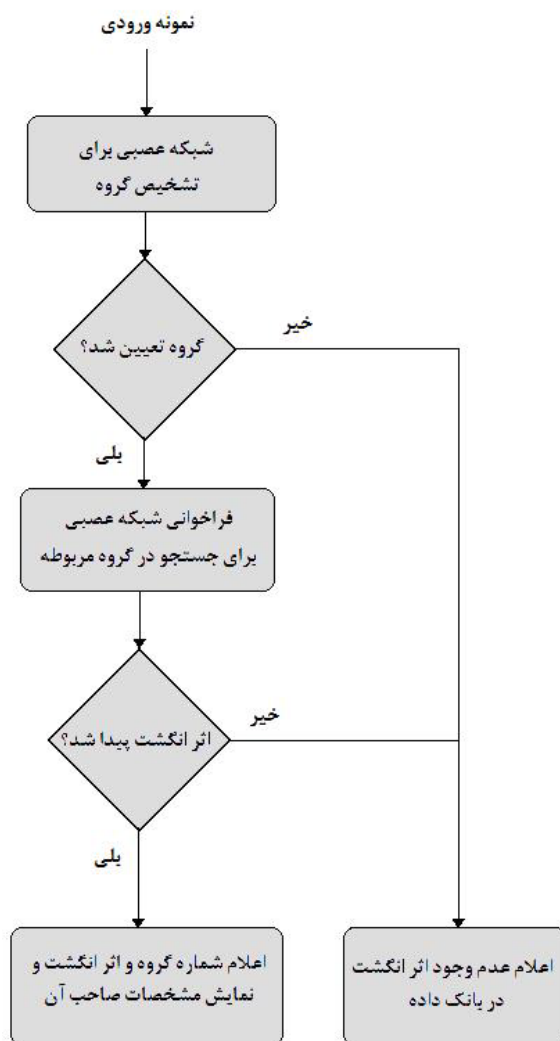 نمونه ورودی
شبکه عصبی برای
تشخیص گروه
گروه تعیین شد؟
خیر
بلی
فراخوانی شبکه عصبی
برای جستجو در گروه مربوطه
اثر انگشت پیدا شد؟
خیر
بلی
اعلام شماره گروه و اثر انگشت و
نمایش مشخصات صاحب آن
اعلام عدم وجود اثر انگشت
در بانک داده